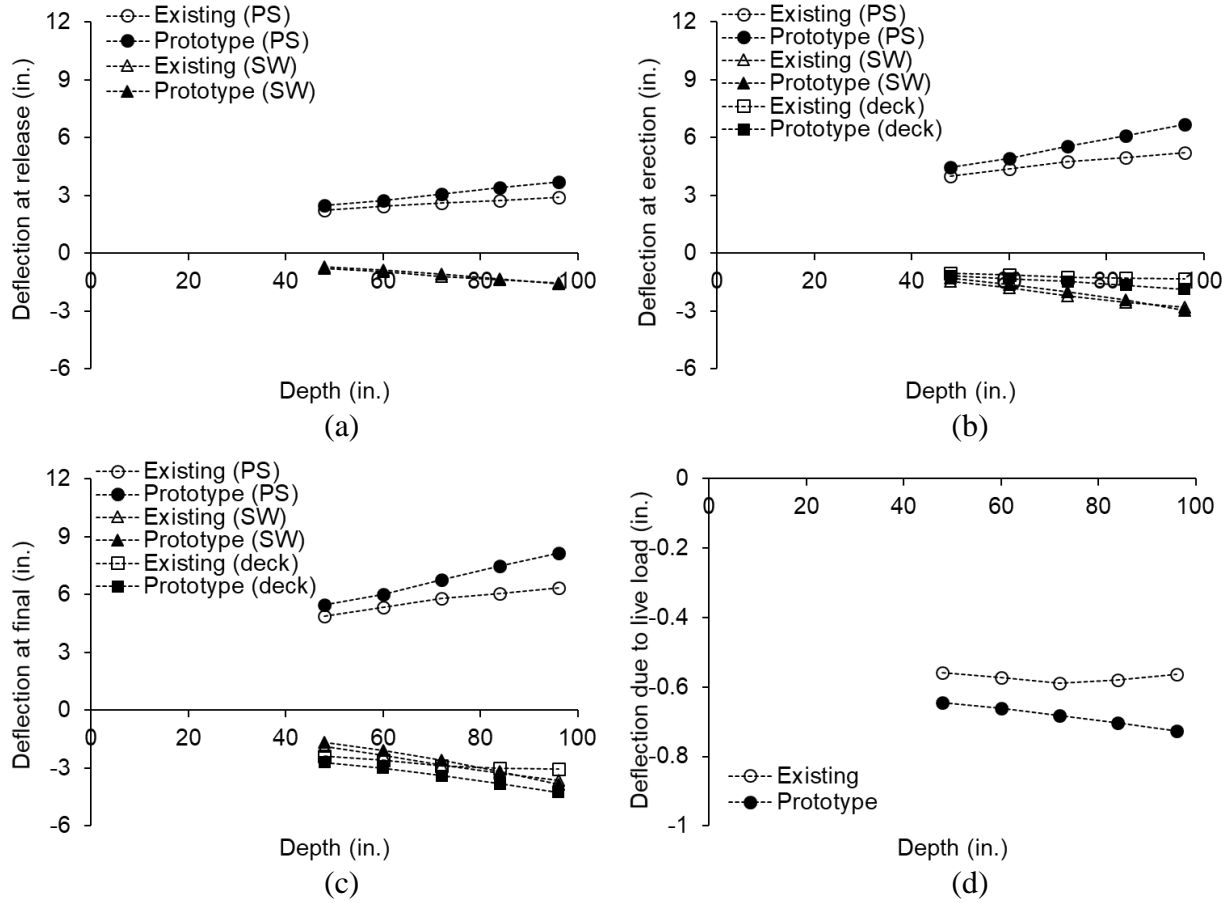 Existing (PS)
Prototype (PS)
Existing (SW)
Prototype (SW)
Deflection at release (in.)
12
9
6
3
0
-3
-6
0
20
40
60
80
100
Depth (in.)
(a)
Existing (PS)
Prototype (PS)
Existing (SW)
Prototype (SW)
Existing (deck)
Prototype (deck)
Deflection at erection (in.)
12
9
6
3
0
-3
-6
0
20
40
60
80
100
Depth (in.)
(b)
Existing (PS)
Prototype (PS)
Existing (SW)
Prototype (SW)
Existing (deck)
Prototype (deck)
Deflection at final (in.)
12
9
6
3
0
-3
-6
0
20
40
60
80
100
Depth (in.)
(c)
Deflection due to live load (in.)
0
-0.2
-0.4
-0.6
-0.8
-1
0
20
40
60
80
100
Existing
Prototype
Depth (in.)
(d)